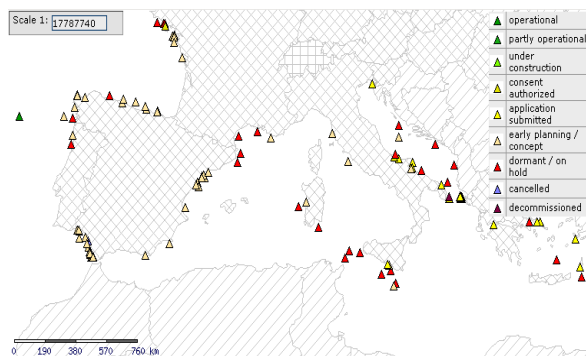 Scale 1: 17787740
operational
partly operational
under
construction
consent
authorized
application
submitted
early planning /
concept
dormant / on
hold
cancelled
decommissioned
0 190 380 570 760 km